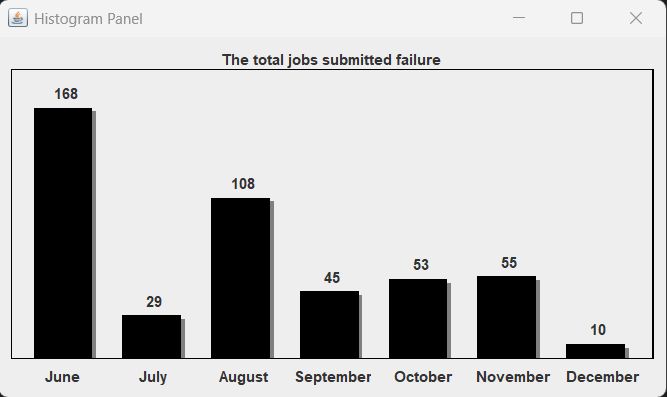 Histogram Panel
The total jobs submitted failure
168
29
108
45
53
55
10
June July August September October November December